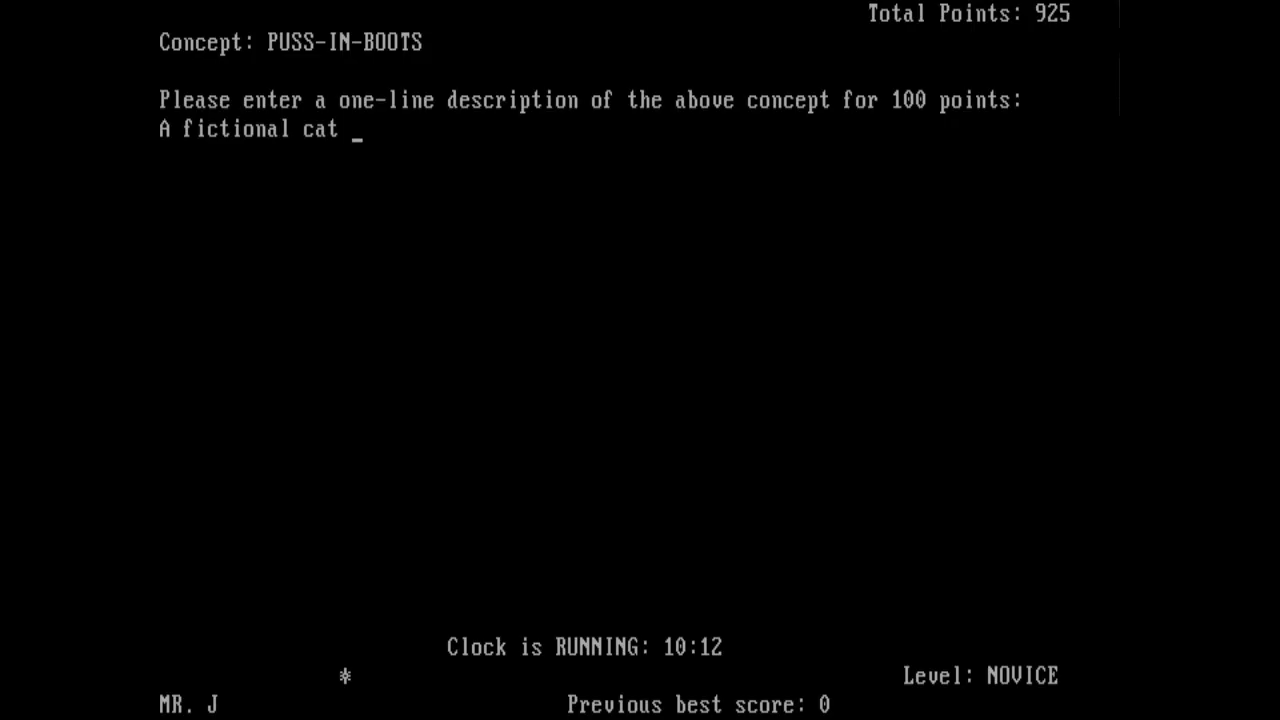 Total Points: 925
Concept: PUSS-IN-BOOTS
Please enter a one-line description of the above concept for 100 points:
A fictional cat _
Clock is RUNNING: 10:12
* Level: NOVICE
MR. J Previous best score: 0